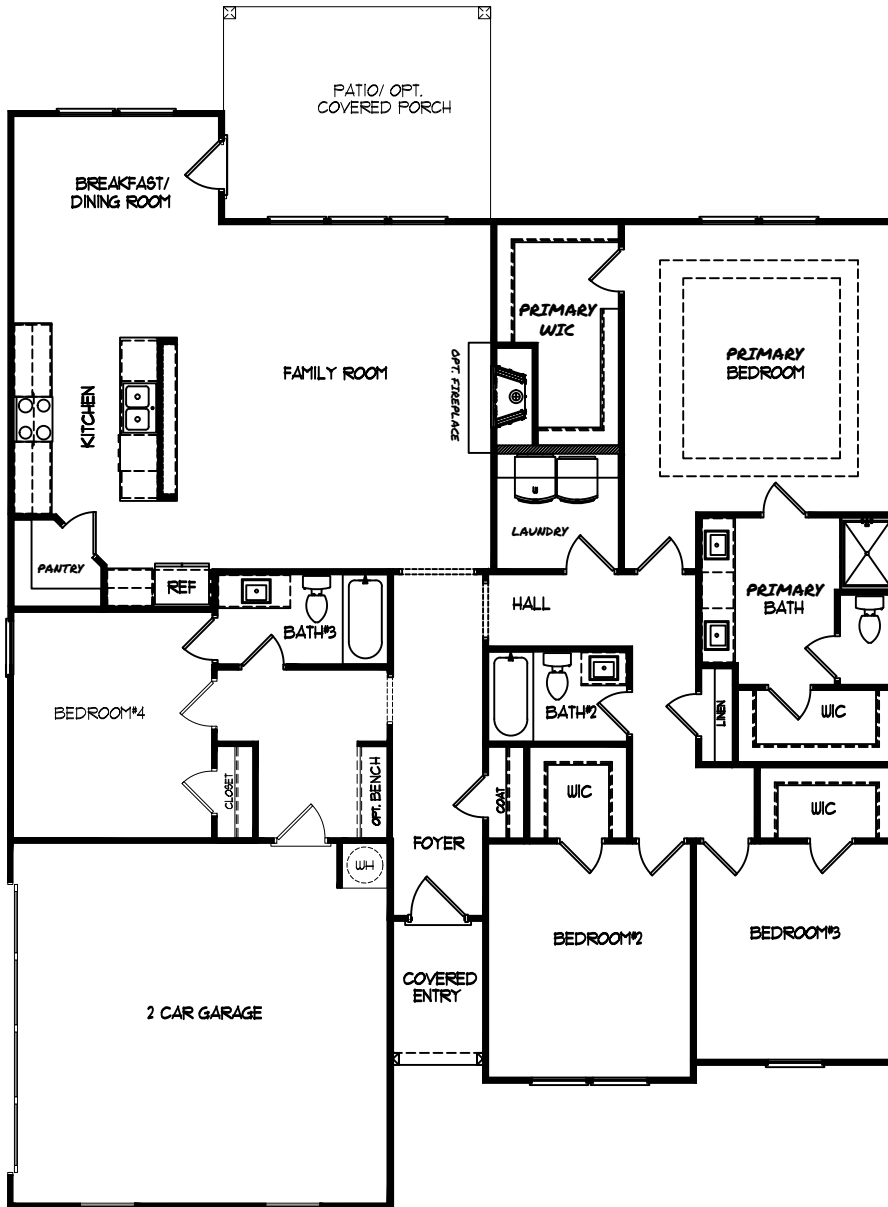 PATIO/ OPT.
COVERED PORCH
BREAKFAST/
DINING ROOM
PRIMARY
WIC
PRIMARY
BEDROOM
FAMILY ROOM
OPT. FIREPLACE
KITCHEN
LAUNDRY
PANTRY
REF
PRIMARY
BATH
HALL
BATH#3
BEDROOM#4
BATH#2
LINEN
WIC
CLOSET
OPT. BENCH
COAT
WIC
WIC
FOYER
WH
BEDROOM#2
BEDROOM#3
COVERED
ENTRY
2 CAR GARAGE